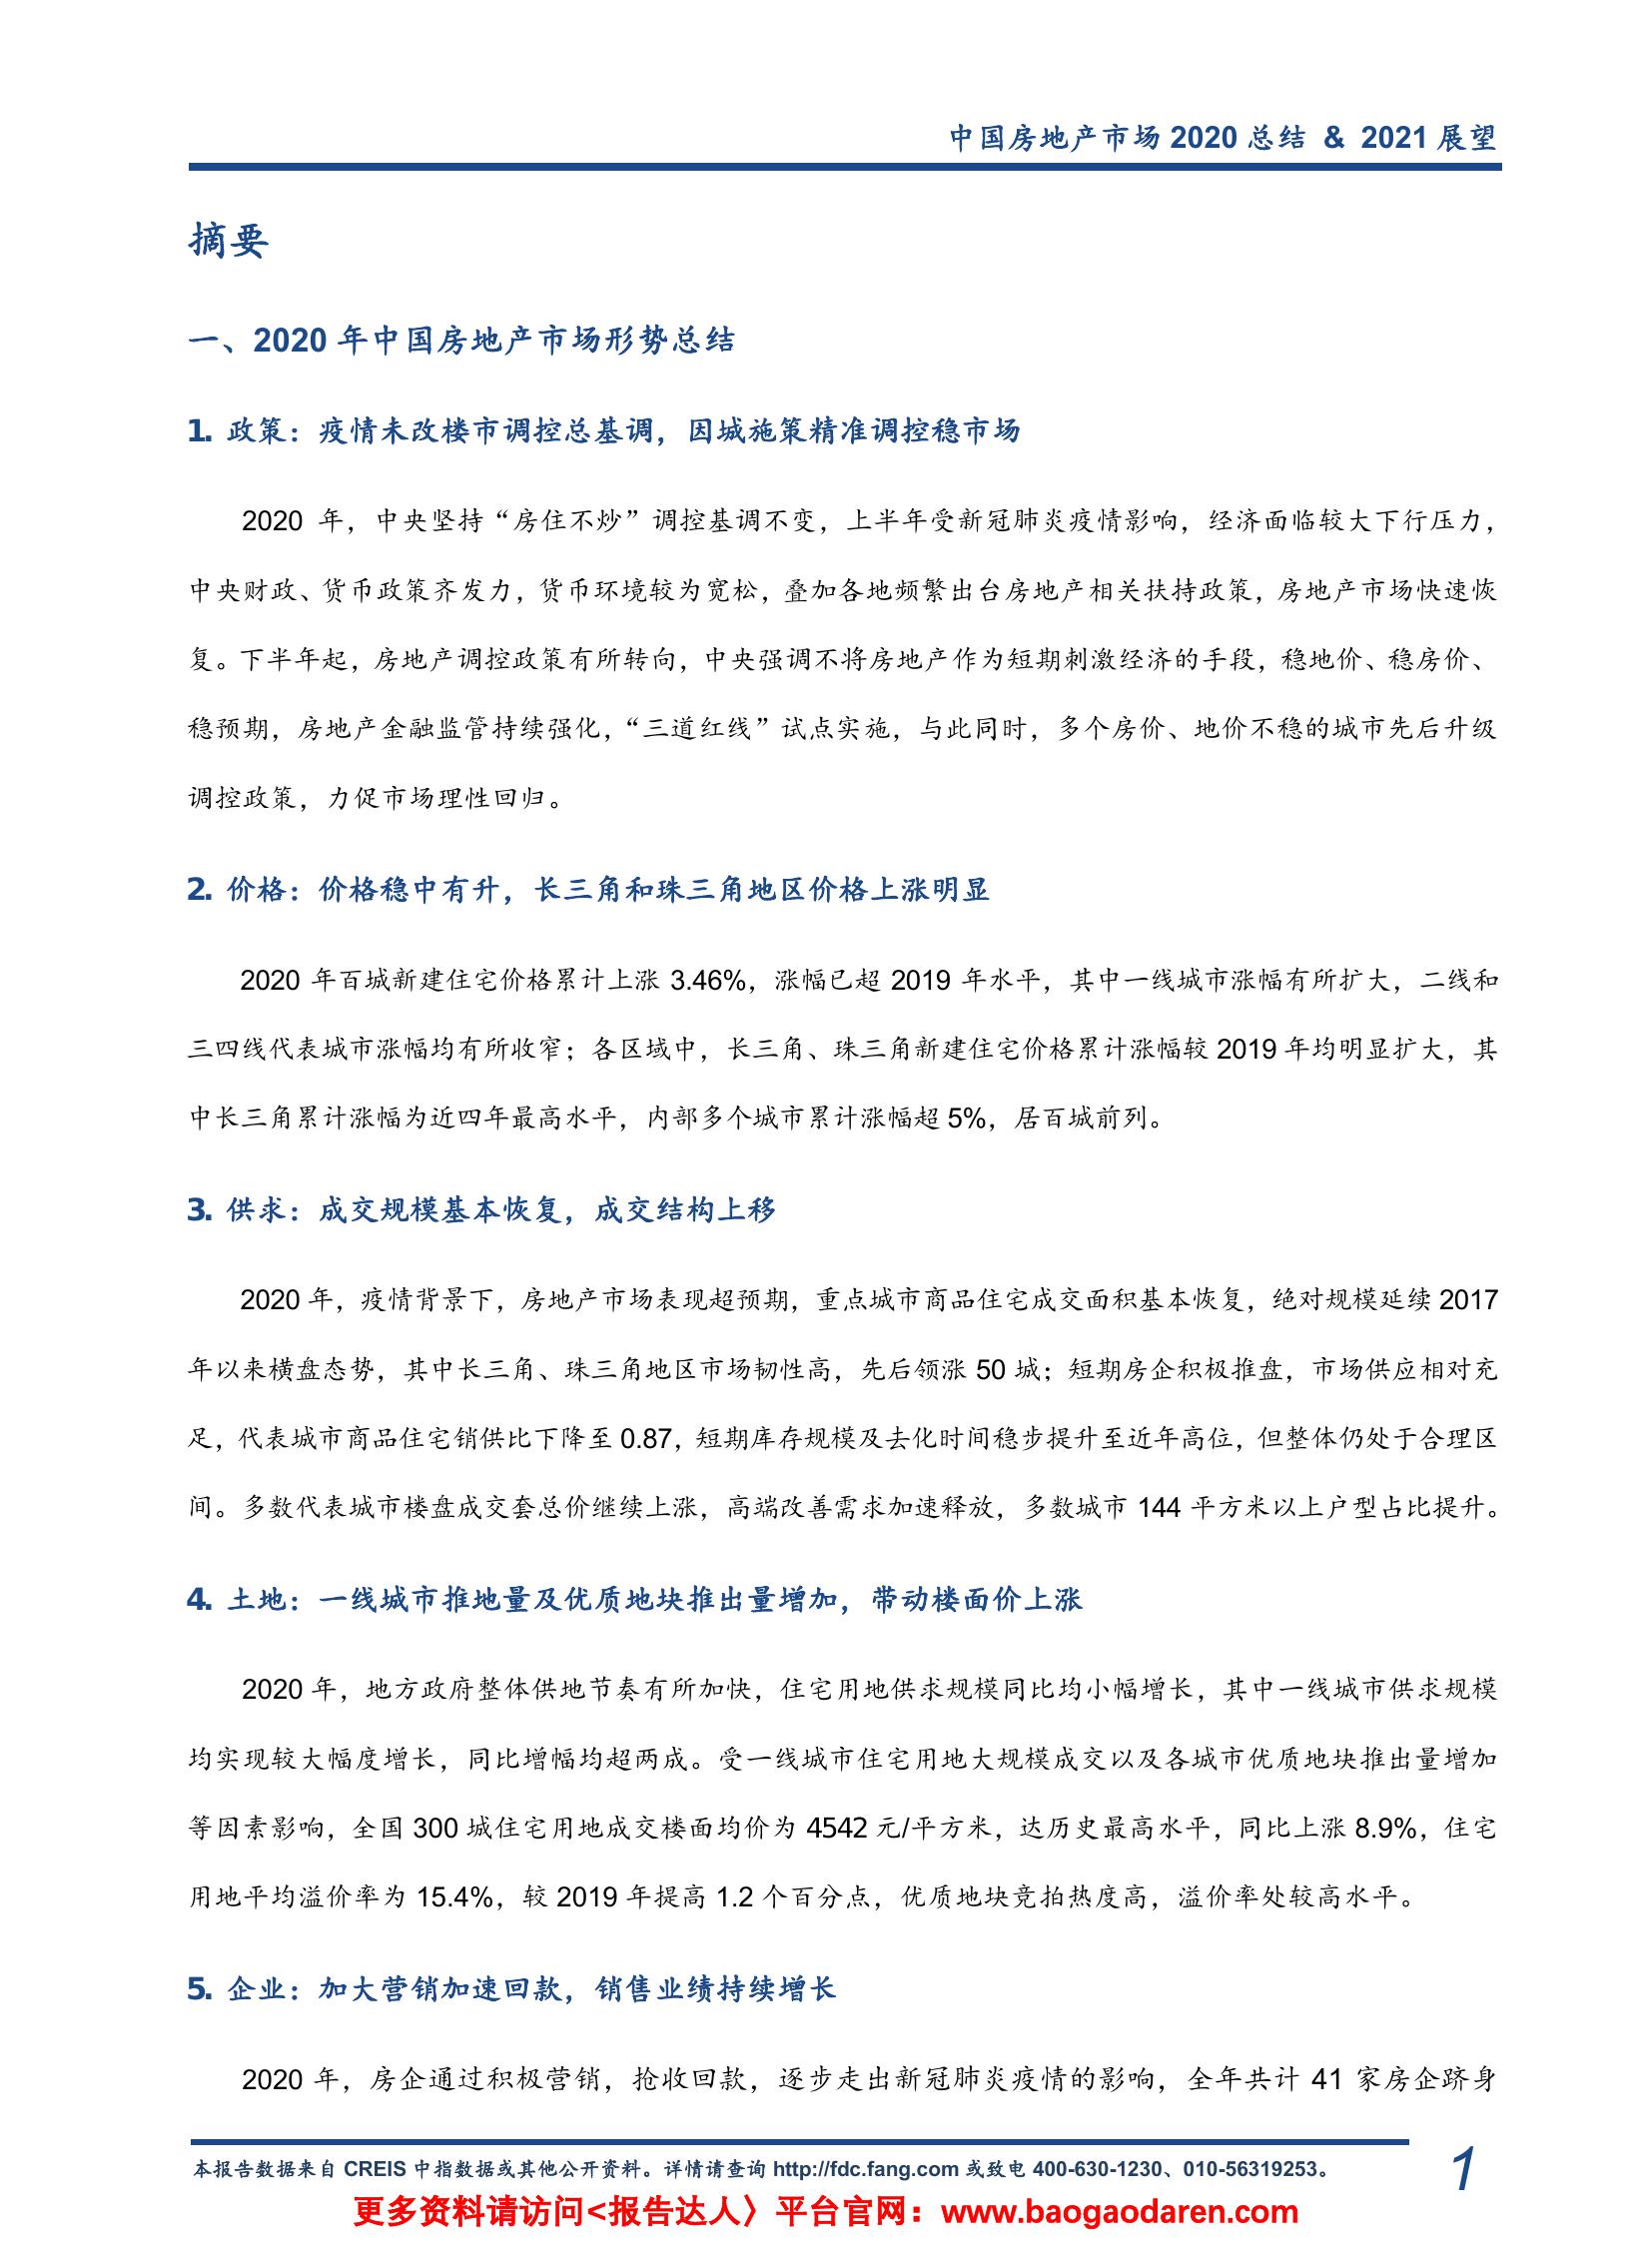 中国房地产市场 2020 总结 & 2021 展望
摘要
一、2020 年中国房地产市场形势总结
1. 政策：疫情未改楼市调控总基调，因城施策精准调控稳市场
2020 年，中央坚持“房住不炒”调控基调不变，上半年受新冠肺炎疫情影响，经济面临较大下行压力，
中央财政、货币政策齐发力，货币环境较为宽松，叠加各地频繁出台房地产相关扶持政策，房地产市场快速恢
复。下半年起，房地产调控政策有所转向，中央强调不将房地产作为短期刺激经济的手段，稳地价、稳房价、
稳预期，房地产金融监管持续强化，“三道红线”试点实施，与此同时，多个房价、地价不稳的城市先后升级
调控政策，力促市场理性回归。
2. 价格：价格稳中有升，长三角和珠三角地区价格上涨明显
2020 年百城新建住宅价格累计上涨 3.46%，涨幅已超 2019 年水平，其中一线城市涨幅有所扩大，二线和
三四线代表城市涨幅均有所收窄；各区域中，长三角、珠三角新建住宅价格累计涨幅较 2019 年均明显扩大，其
中长三角累计涨幅为近四年最高水平，内部多个城市累计涨幅超 5%，居百城前列。
3. 供求：成交规模基本恢复，成交结构上移
2020 年，疫情背景下，房地产市场表现超预期，重点城市商品住宅成交面积基本恢复，绝对规模延续 2017
年以来横盘态势，其中长三角、珠三角地区市场韧性高，先后领涨 50 城；短期房企积极推盘，市场供应相对充
足，代表城市商品住宅销供比下降至 0.87，短期库存规模及去化时间稳步提升至近年高位，但整体仍处于合理区
间。多数代表城市楼盘成交套总价继续上涨，高端改善需求加速释放，多数城市 144 平方米以上户型占比提升。
4. 土地：一线城市推地量及优质地块推出量增加，带动楼面价上涨
2020 年，地方政府整体供地节奏有所加快，住宅用地供求规模同比均小幅增长，其中一线城市供求规模
均实现较大幅度增长，同比增幅均超两成。受一线城市住宅用地大规模成交以及各城市优质地块推出量增加
等因素影响，全国 300 城住宅用地成交楼面均价为 4542 元/平方米，达历史最高水平，同比上涨 8.9%，住宅
用地平均溢价率为 15.4%，较 2019 年提高 1.2 个百分点，优质地块竞拍热度高，溢价率处较高水平。
5. 企业：加大营销加速回款，销售业绩持续增长
2020 年，房企通过积极营销，抢收回款，逐步走出新冠肺炎疫情的影响，全年共计 41 家房企跻身
本报告数据来自 CREIS 中指数据或其他公开资料。详情请查询 http://fdc.fang.com 或致电 400-630-1230、010-56319253。
1
更多资料请访问<报告达人〉平台官网：www.baogaodaren.com